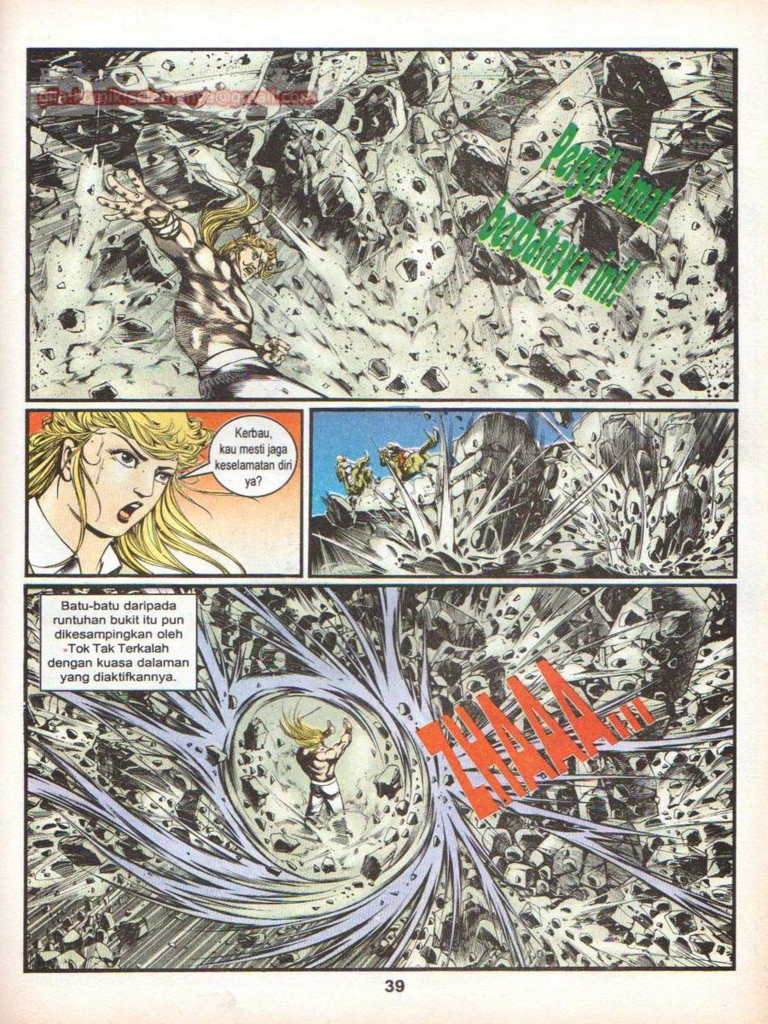 Pergi! Amat
berbahaya ini!
Kerbau,
kau mesti jaga
keselamatan diri
ya?
Batu-batu daripada
runtuhan bukit itu pun
dikesampingkan oleh
Tok Tak Terkalah
dengan kuasa dalaman
yang diaktifkannya.
ZHAAA...
39